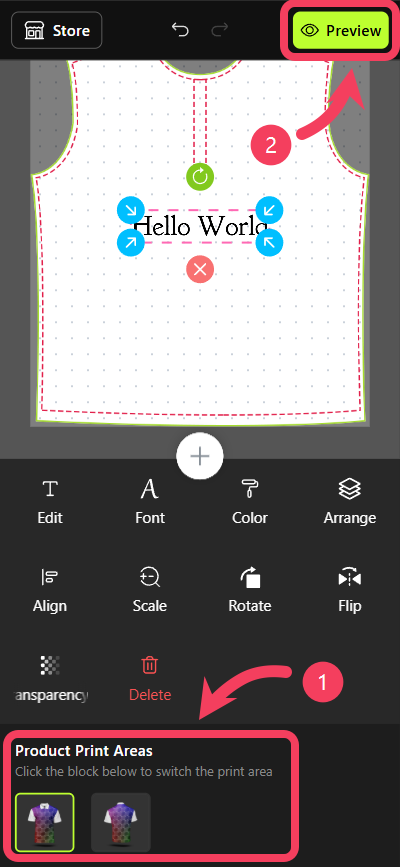 Store
Preview
2
Hello World
Edit
Font
Color
Arrange
Align
Scale
Rotate
Flip
ansparency
Delete
1
Product Print Areas
Click the block below to switch the print area